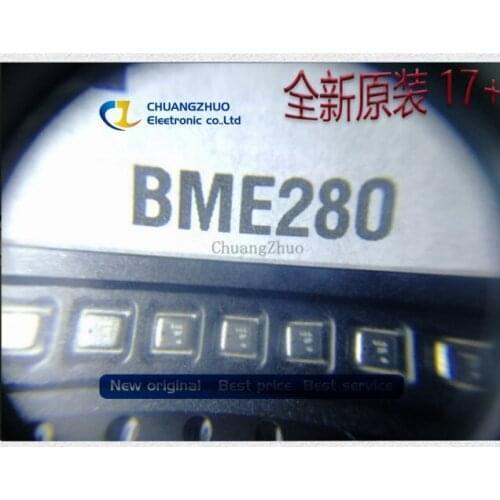 CHUANGZHUO
Electronic co.,Ltd
全新原装 17+
BME280
ChuangZhuo
New original Best price Best service